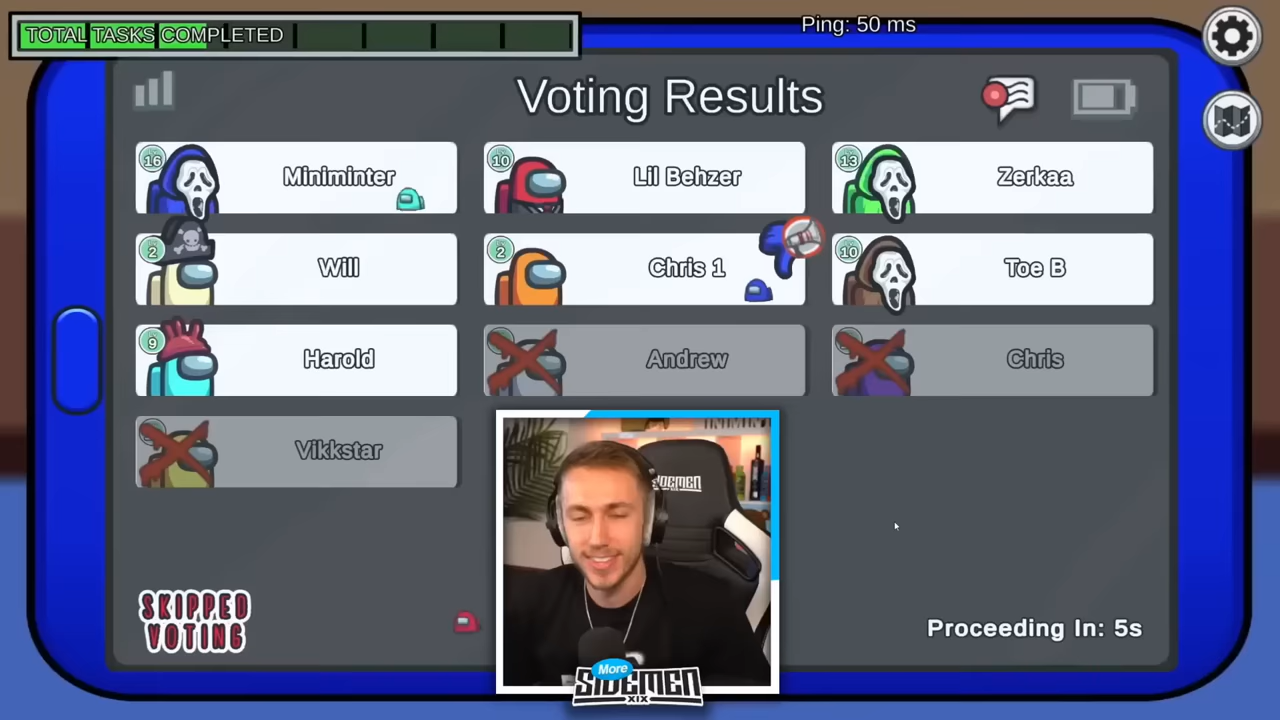 TOTAL TASKS COMPLETED
Ping: 50 ms
Voting Results
16
Miniminter
10
Lil Behzer
13
Zerkaa
2
Will
2
Chris 1
10
Toe B
9
Harold
Andrew
Chris
Vikkstar
SIDEMEN
SKIPPED
VOTING
Proceeding In: 5s
More
SIDEMEN
XIX